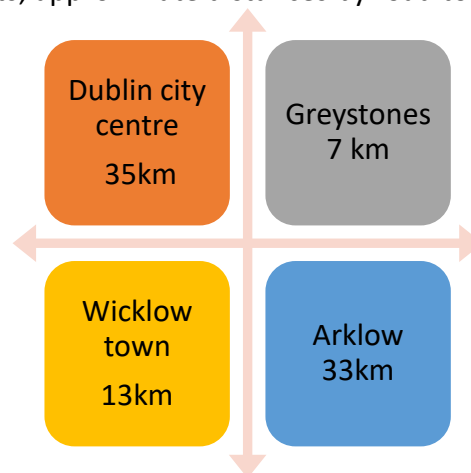 Dublin city
centre
35km
Greystones
7 km
Wicklow
town
13km
Arklow
33km